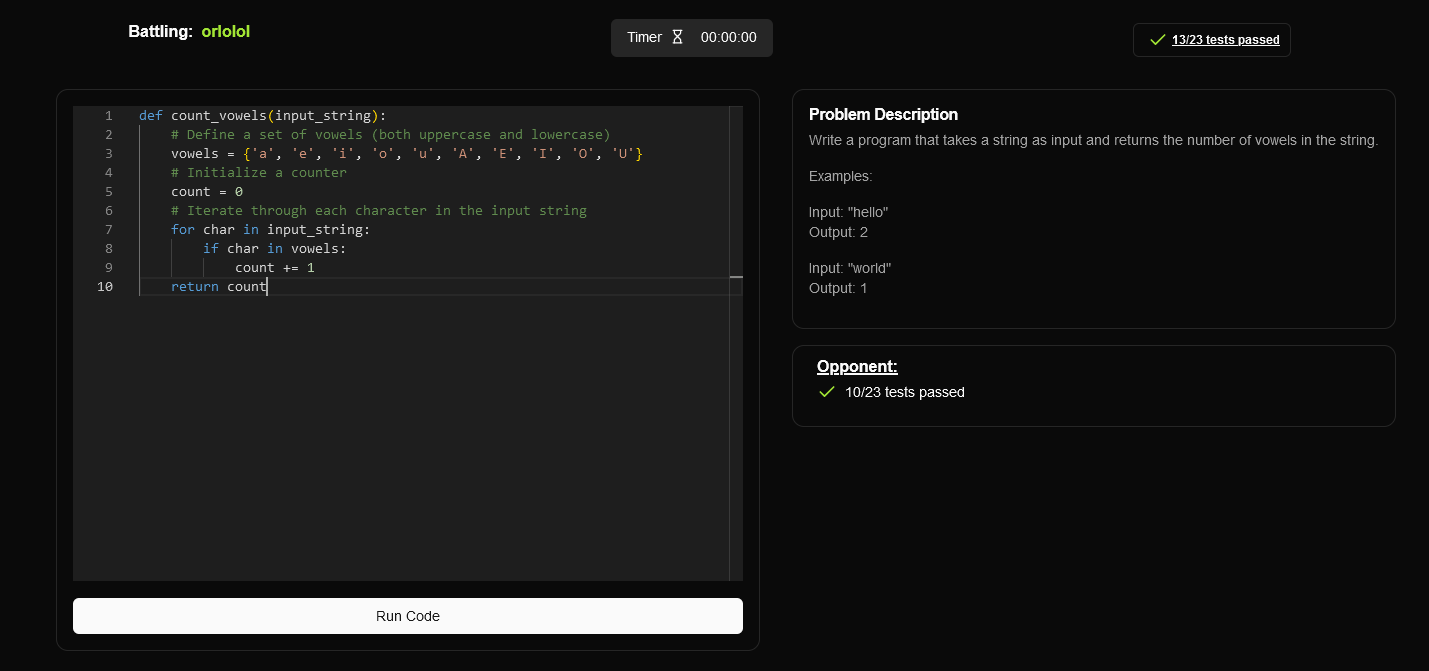 Battling: orlolol
Timer 00:00:00
13/23 tests passed
1 def count_vowels(input_string):
2     # Define a set of vowels (both uppercase and lowercase)
3     vowels = {'a', 'e', 'i', 'o', 'u', 'A', 'E', 'I', 'O', 'U'}
4     # Initialize a counter
5     count = 0
6     # Iterate through each character in the input string
7     for char in input_string:
8         if char in vowels:
9             count += 1
10     return count
Run Code
Problem Description
Write a program that takes a string as input and returns the number of vowels in the string.
Examples:
Input: "hello"
Output: 2
Input: "world"
Output: 1
Opponent:
10/23 tests passed